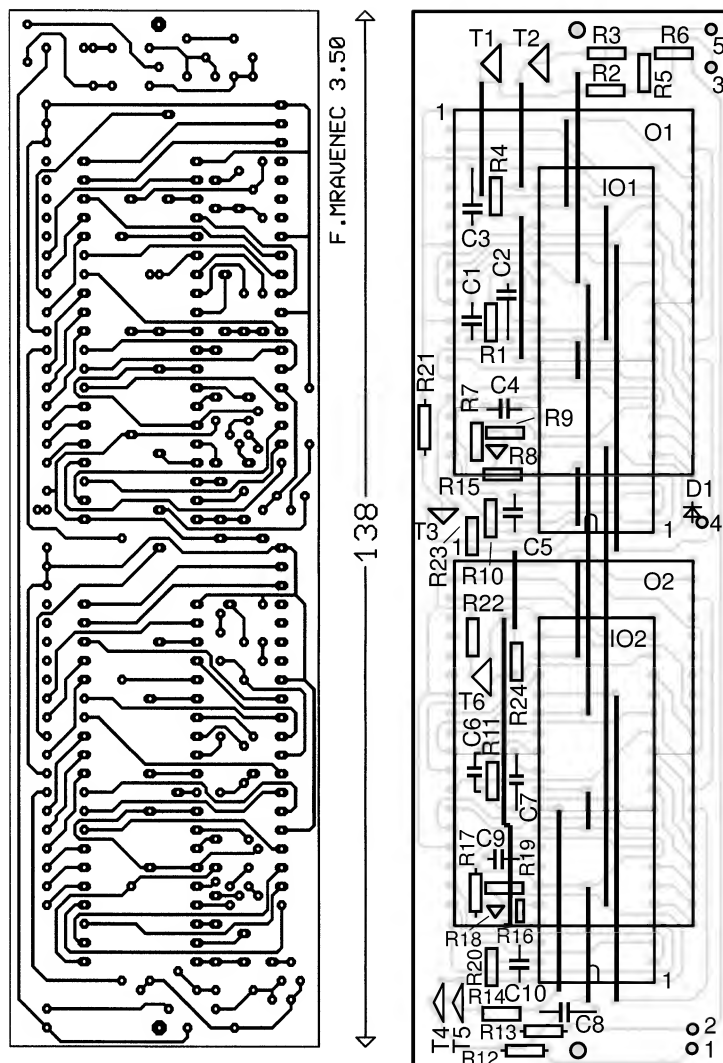 F.MRAVENEC 3.50
138
T1
T2
R3
R6
5
R2
R5
3
1
O1
R4
IO1
C3
C1
C2
R1
R21
R7
C4
R9
R8
R15
D1
4
T3
R23
1
R10
C5
1
O2
R22
IO2
T6
R24
C6
R11
C7
R17
C9
R19
R18
R16
R20
C10
1
R14
C8
2
T4
T5
R13
R12
1